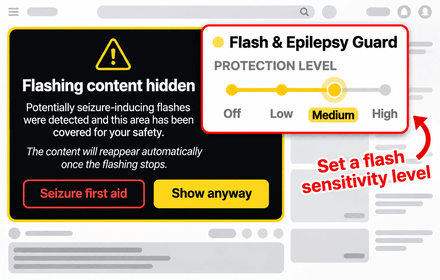 Flashing content hidden
Potentially seizure-inducing flashes
were detected and this area has been
covered for your safety.
The content will reappear automatically
once the flashing stops.
Seizure first aid
Show anyway
Flash & Epilepsy Guard
PROTECTION LEVEL
Off Low Medium High
Set a flash
sensitivity level